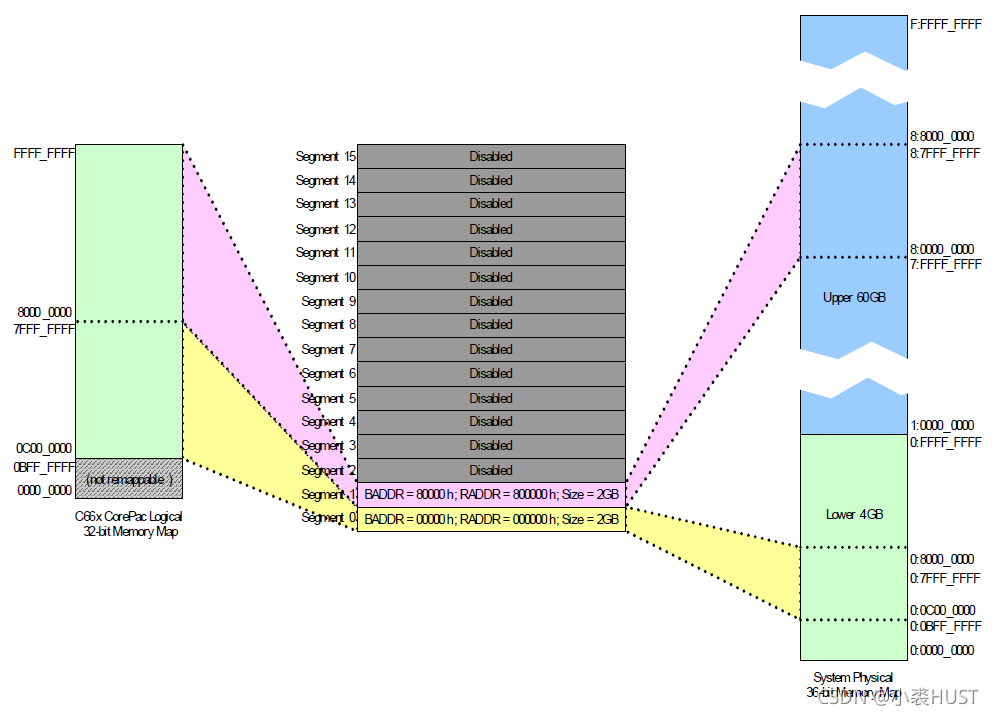 FFFF_FFFF
8000_0000
7FFF_FFFF
0C00_0000
0BFF_FFFF
(not remappable )
0000_0000
C66x CorePac Logical
32-bit Memory Map
Segment 15 Disabled
Segment 14 Disabled
Segment 13 Disabled
Segment 12 Disabled
Segment 11 Disabled
Segment 10 Disabled
Segment 9 Disabled
Segment 8 Disabled
Segment 7 Disabled
Segment 6 Disabled
Segment 5 Disabled
Segment 4 Disabled
Segment 3 Disabled
Segment 2 Disabled
Segment 1 BADDR = 80000 h; RADDR = 800000 h; Size = 2GB
Segment 0 BADDR = 00000 h; RADDR = 000000 h; Size = 2GB
F:FFFF_FFFF
8:8000_0000
8:7FFF_FFFF
8:0000_0000
7:FFFF_FFFF
Upper 60GB
1:0000_0000
0:FFFF_FFFF
Lower 4GB
0:8000_0000
0:7FFF_FFFF
0:0C00_0000
0:0BFF_FFFF
0:0000_0000
System Physical
36-bit Memory Map
CSDN @小裘HUST